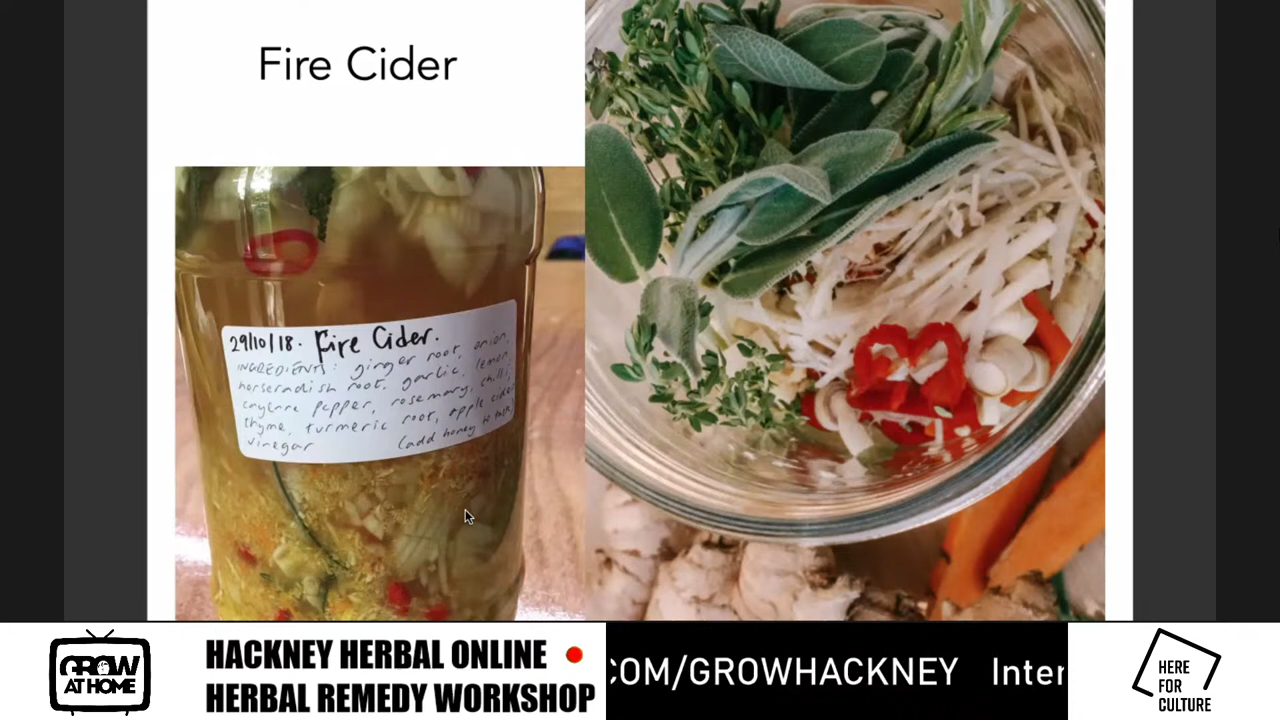 Fire Cider
29/10/18. Fire Cider.
INGREDIENTS: ginger root, onion,
horseradish root, garlic, lemon,
cayenne pepper, rosemary, chilli,
thyme, turmeric root, apple cider
vinegar (add honey to taste
GROW
AT HOME
HACKNEY HERBAL ONLINE
HERBAL REMEDY WORKSHOP
COM/GROWHACKNEY Inter
HERE
FOR
CULTURE